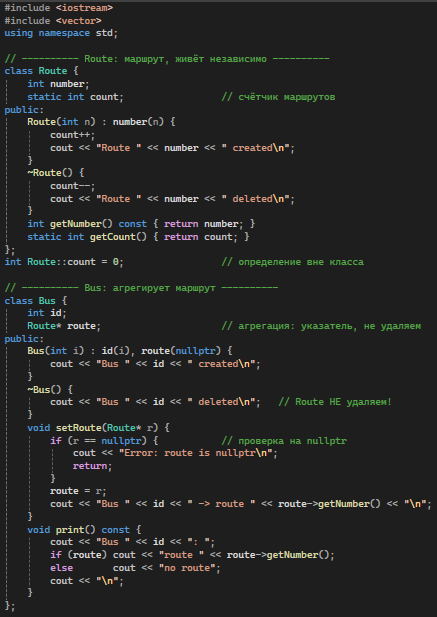 #include <iostream>
#include <vector>
using namespace std;

// ---------- Route: маршрут, живёт независимо ----------
class Route {
    int number;
    static int count;                // счётчик маршрутов
public:
    Route(int n) : number(n) {
        count++;
        cout << "Route " << number << " created\n";
    }
    ~Route() {
        count--;
        cout << "Route " << number << " deleted\n";
    }
    int getNumber() const { return number; }
    static int getCount() { return count; }
};
int Route::count = 0;                // определение вне класса

// ---------- Bus: агрегирует маршрут ----------
class Bus {
    int id;
    Route* route;                    // агрегация: указатель, не удаляем
public:
    Bus(int i) : id(i), route(nullptr) {
        cout << "Bus " << id << " created\n";
    }
    ~Bus() {
        cout << "Bus " << id << " deleted\n";   // Route НЕ удаляем!
    }
    void setRoute(Route* r) {
        if (r == nullptr) {          // проверка на nullptr
            cout << "Error: route is nullptr\n";
            return;
        }
        route = r;
        cout << "Bus " << id << " -> route " << route->getNumber() << "\n";
    }
    void print() const {
        cout << "Bus " << id << ": ";
        if (route) cout << "route " << route->getNumber();
        else       cout << "no route";
        cout << "\n";
    }
};